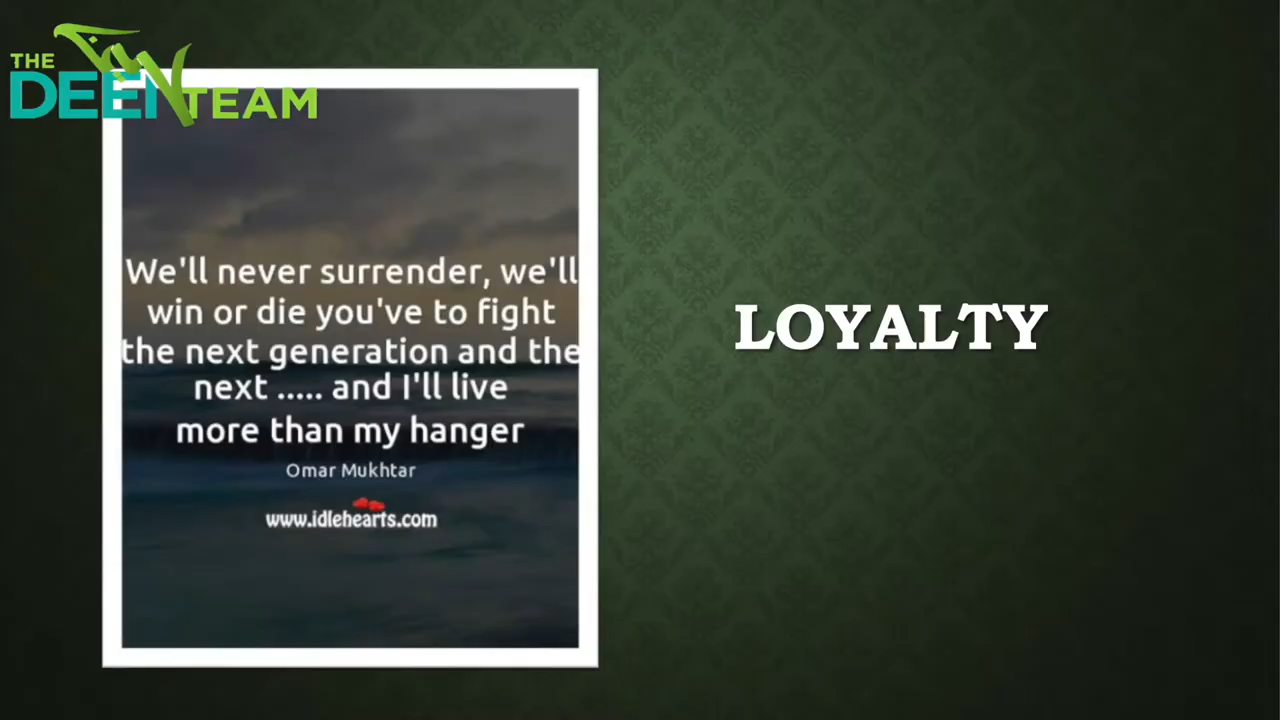 THE
DEEN TEAM
We'll never surrender, we'll
win or die you've to fight
the next generation and the
next ..... and I'll live
more than my hanger
Omar Mukhtar
www.idlehearts.com
LOYALTY